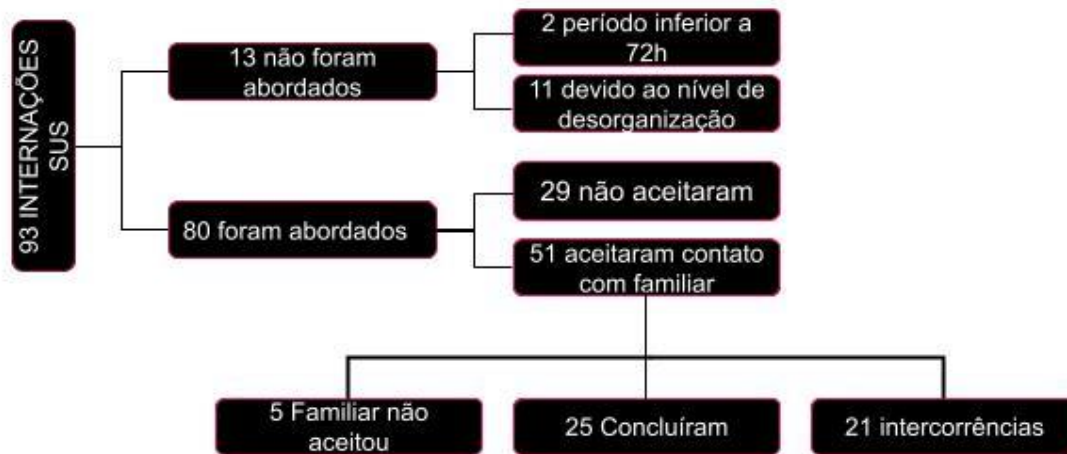 93 INTERNAÇÕES
SUS
13 não foram
abordados
2 período inferior a
72h
11 devido ao nível de
desorganização
80 foram abordados
29 não aceitaram
51 aceitaram contato
com familiar
5 Familiar não
aceitou
25 Concluíram
21 intercorrências